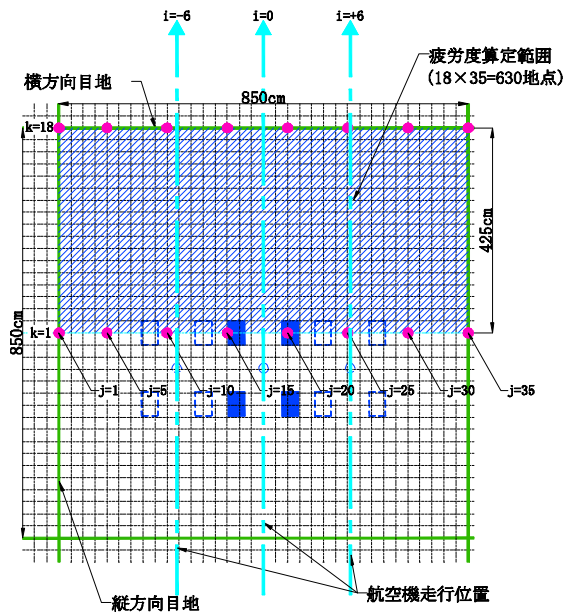 i=-6
i=0
i=+6
疲労度算定範囲
(18×35=630地点)
横方向目地
850cm
k=18
425cm
850cm
k=1
j=1
j=5
j=10
j=15
j=20
j=25
j=30
j=35
縦方向目地
航空機走行位置